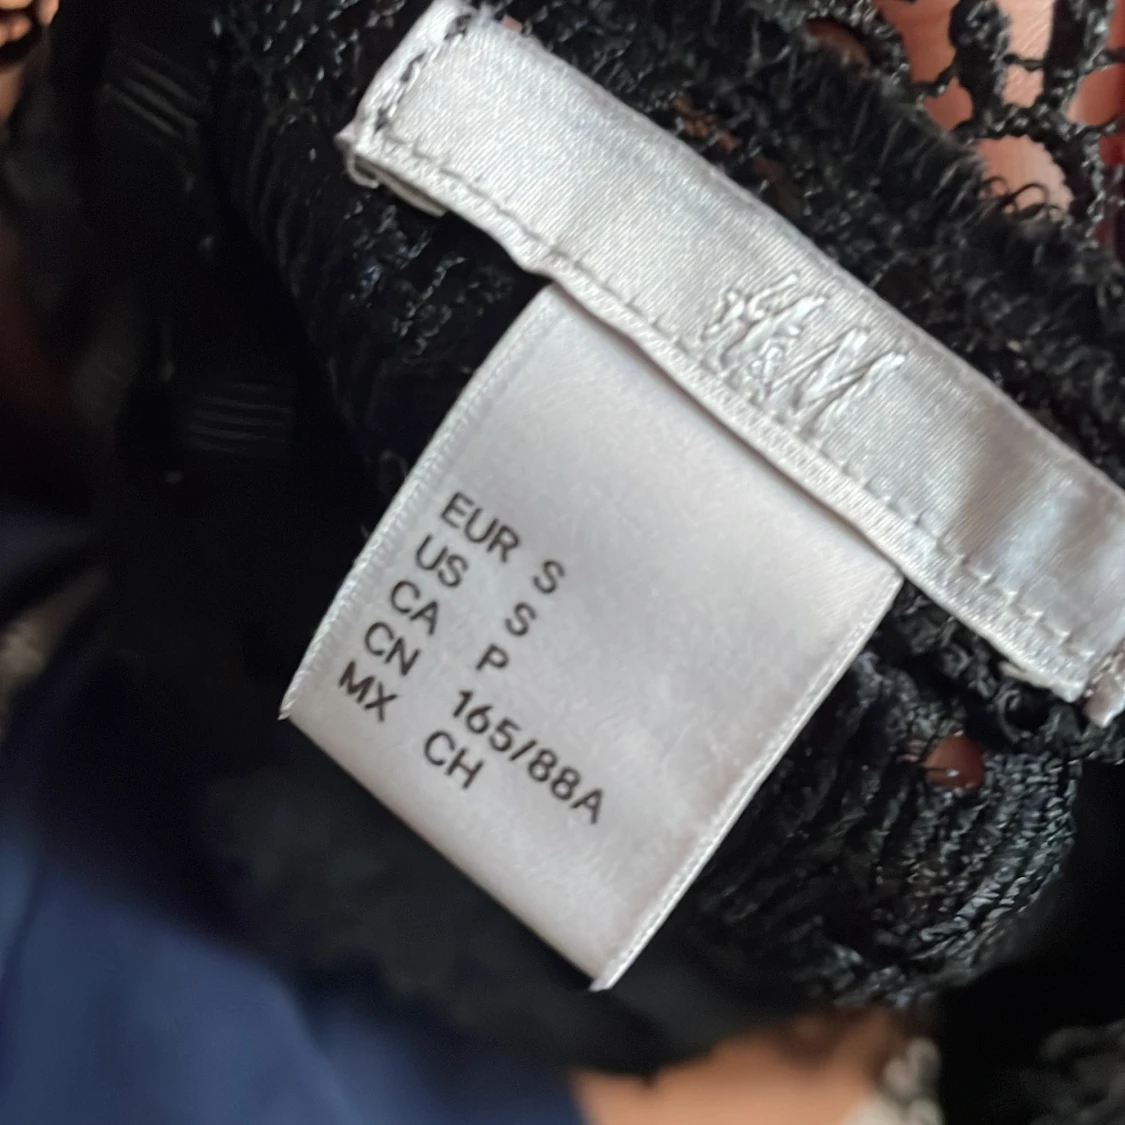 H&M
EUR S
US S
CA P
CN 165/88A
MX CH